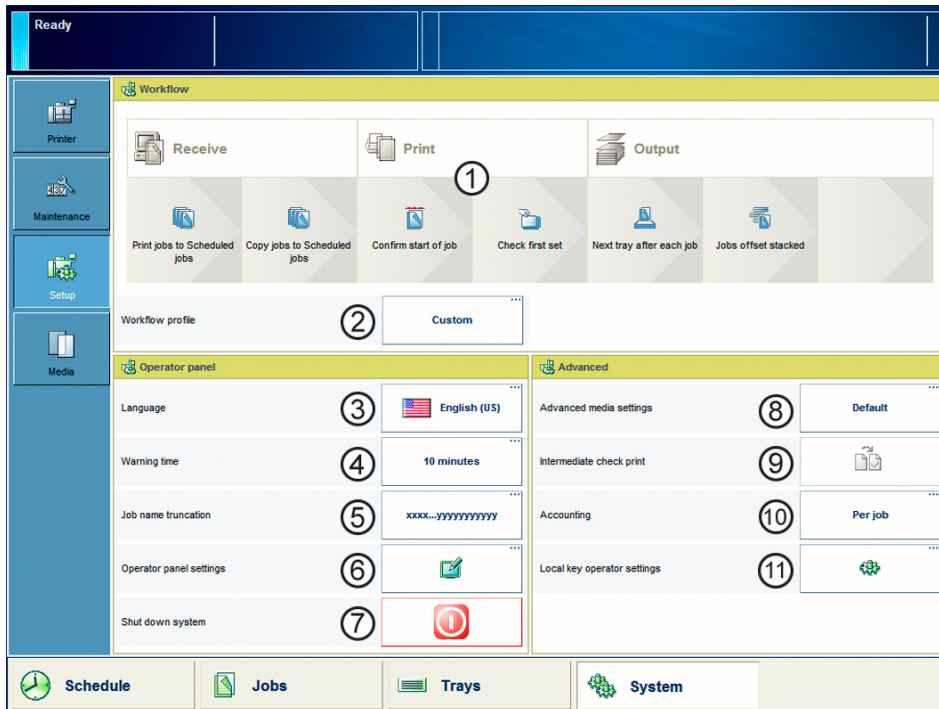 Ready
Printer
Maintenance
Setup
Media
Workflow
Receive
Print
Output
1
Print jobs to Scheduled
jobs
Copy jobs to Scheduled
jobs
Confirm start of job
Check first set
Next tray after each job
Jobs offset stacked
Workflow profile
2
Custom
Operator panel
Language
3
English (US)
Warning time
4
10 minutes
Job name truncation
5
xxxx...yyyyyyyyyyy
Operator panel settings
6
Shut down system
7
Advanced
Advanced media settings
8
Default
Intermediate check print
9
Accounting
10
Per job
Local key operator settings
11
Schedule
Jobs
Trays
System